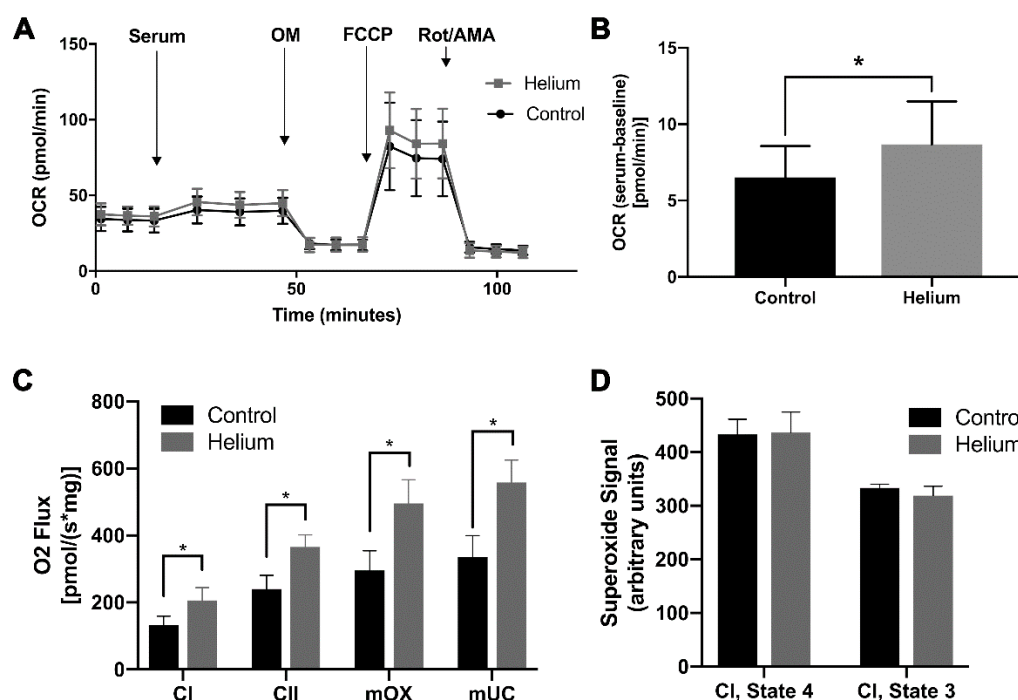 A
Serum
OM
FCCP
Rot/AMA
150
100
50
0
OCR (pmol/min)
Helium
Control
0
50
100
Time (minutes)
B
*
15
10
5
0
OCR (serum-baseline)
[pmol/min)]
Control
Helium
C
800
600
400
200
0
O2 Flux
[pmol/(s*mg)]
Control
Helium
*
*
*
*
CI
CII
mOX
mUC
D
500
400
300
200
100
0
Superoxide Signal
(arbitrary units)
Contro
Helium
CI, State 4
CI, State 3